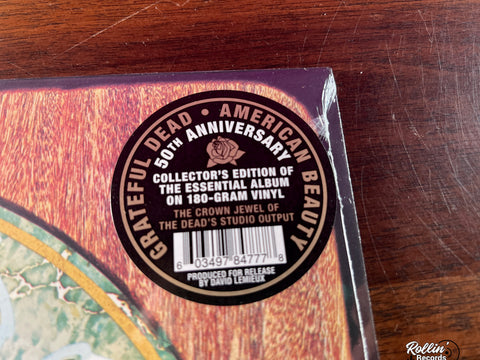 GRATEFUL DEAD • AMERICAN BEAUTY
50TH ANNIVERSARY
COLLECTOR'S EDITION OF
THE ESSENTIAL ALBUM
ON 180-GRAM VINYL
THE CROWN JEWEL OF
THE DEAD'S STUDIO OUTPUT
6 03497 84777 8
PRODUCED FOR RELEASE
BY DAVID LEMIEUX
Rollin'
Records